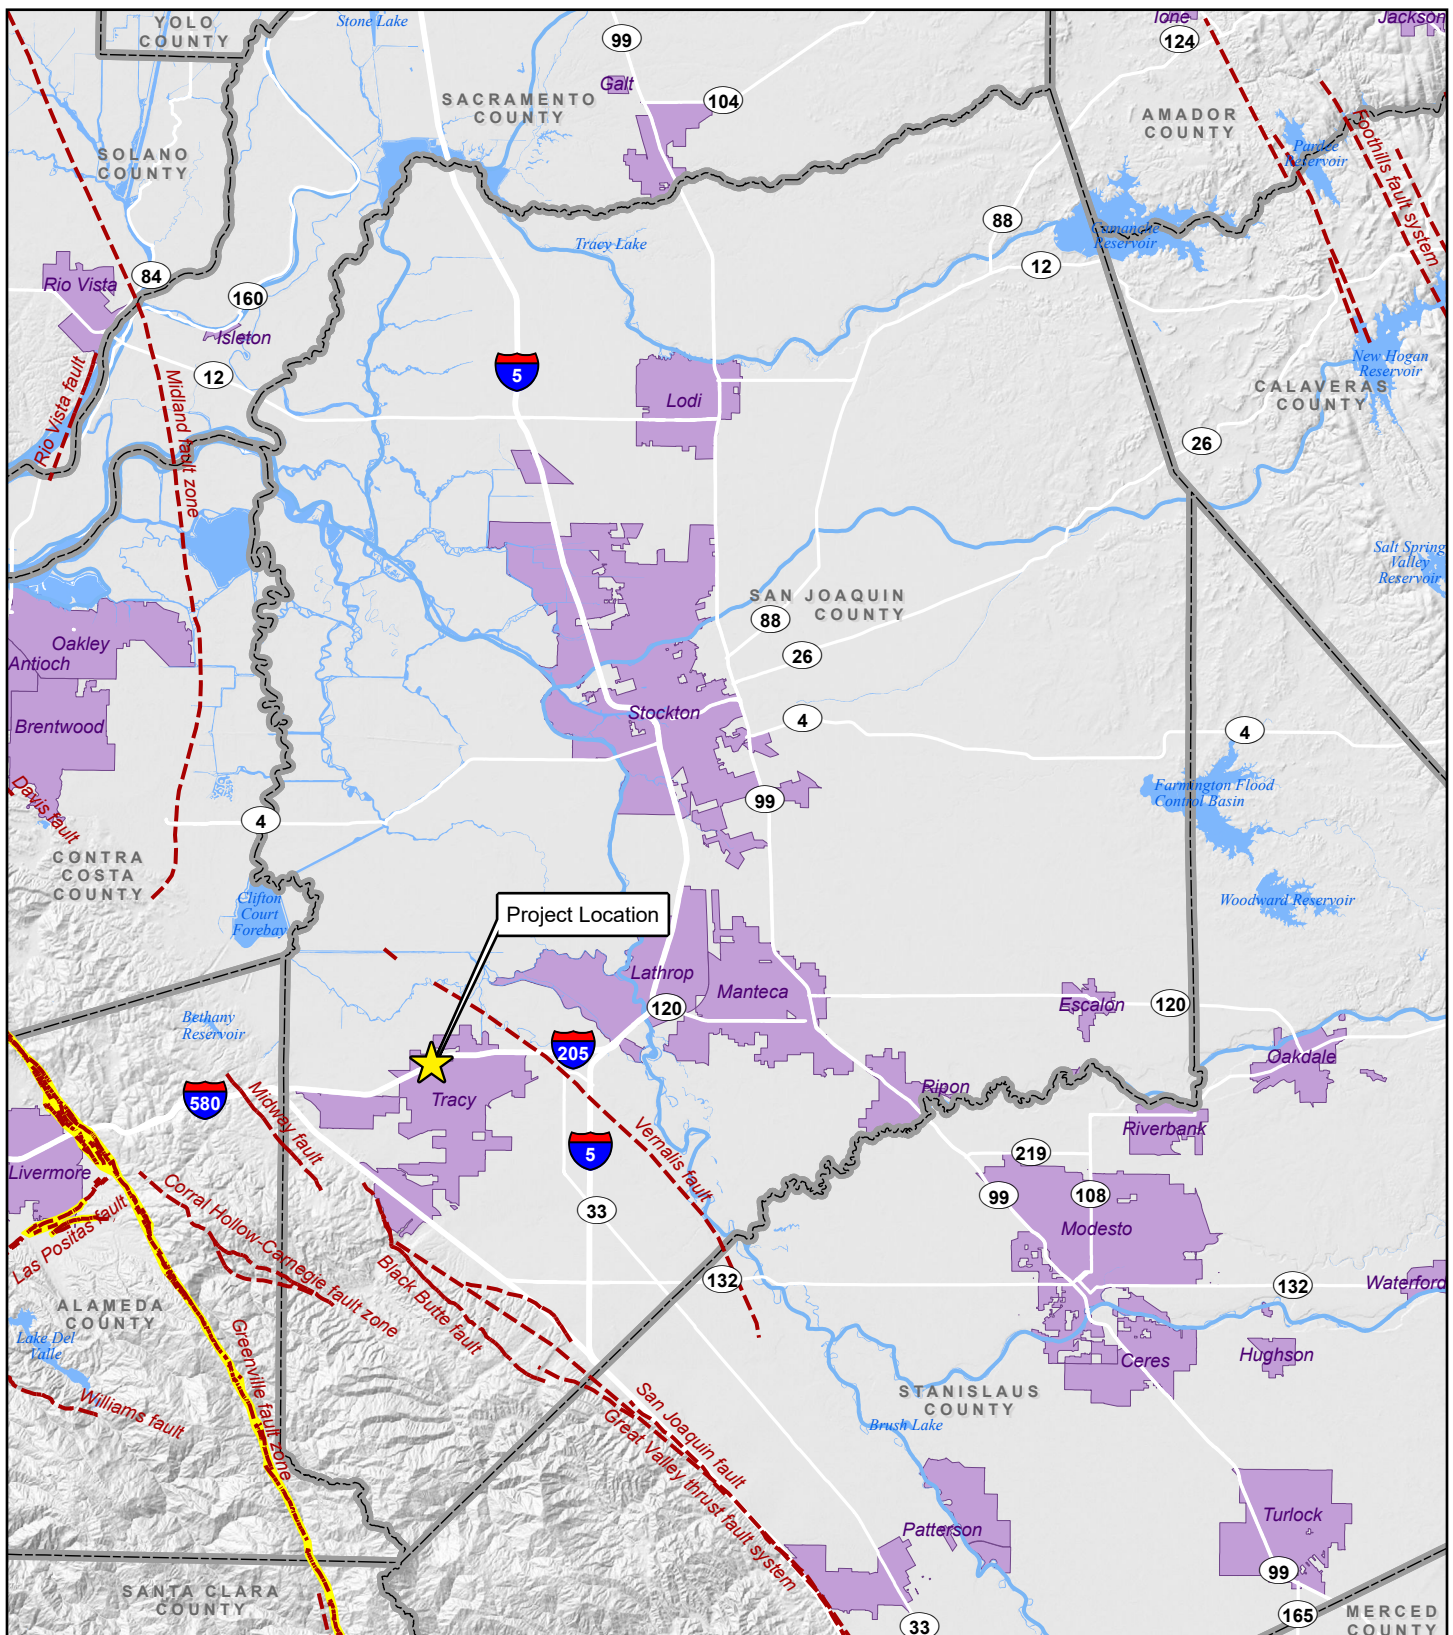 YOLO
COUNTY
Stone Lake
99
Galt
104
SACRAMENTO
COUNTY
Ione
124
Jackson
AMADOR
COUNTY
Pardee
Reservoir
Foothills fault system
SOLANO
COUNTY
88
Camanche
Reservoir
12
Tracy Lake
Rio Vista
84
160
Isleton
12
Rio Vista fault
Midland fault zone
5
Lodi
New Hogan
Reservoir
CALAVERAS
COUNTY
26
Salt Spring
Valley
Reservoir
SAN JOAQUIN
COUNTY
88
26
Oakley
Antioch
Brentwood
Stockton
4
4
Farmington Flood
Control Basin
Davis fault
4
99
CONTRA
COSTA
COUNTY
Clifton
Court
Forebay
Woodward Reservoir
Project Location
Lathrop
Manteca
120
Escalon
120
Bethany
Reservoir
205
Oakdale
580
Midway fault
Tracy
Ripon
5
Vernalis fault
Riverbank
219
Livermore
Las Positas fault
Corral Hollow-Carnegie fault zone
33
99
108
Modesto
Black Butte fault
132
132
Waterford
ALAMEDA
COUNTY
Lake Del
Valle
Greenville fault zone
Ceres
Hughson
Williams fault
San Joaquin fault
Great Valley thrust fault system
STANISLAUS
COUNTY
Brush Lake
Patterson
Turlock
99
SANTA CLARA
COUNTY
33
165
MERCED
COUNTY